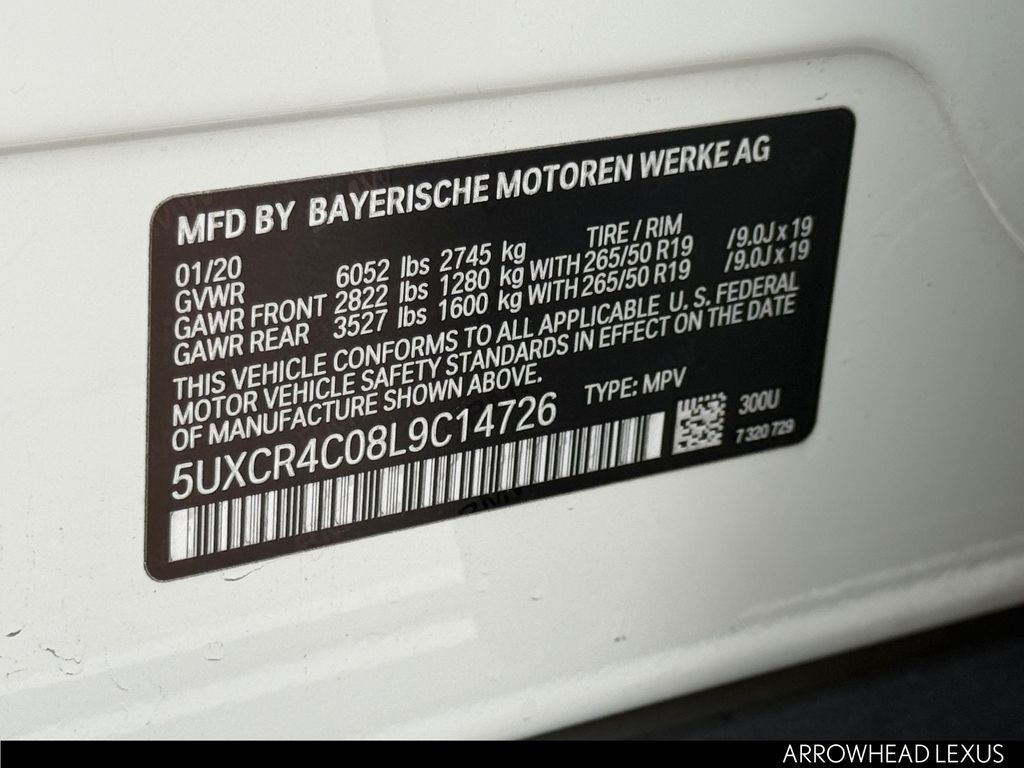 MFD BY BAYERISCHE MOTOREN WERKE AG
01/20 TIRE / RIM
GVWR 6052 lbs 2745 kg
GAWR FRONT 2822 lbs 1280 kg WITH 265/50 R19 /9.0J x 19
GAWR REAR 3527 lbs 1600 kg WITH 265/50 R19 /9.0J x 19
THIS VEHICLE CONFORMS TO ALL APPLICABLE U. S. FEDERAL
MOTOR VEHICLE SAFETY STANDARDS IN EFFECT ON THE DATE
OF MANUFACTURE SHOWN ABOVE.
TYPE: MPV
5UXCR4C08L9C14726
300U
7 320 729
ARROWHEAD LEXUS